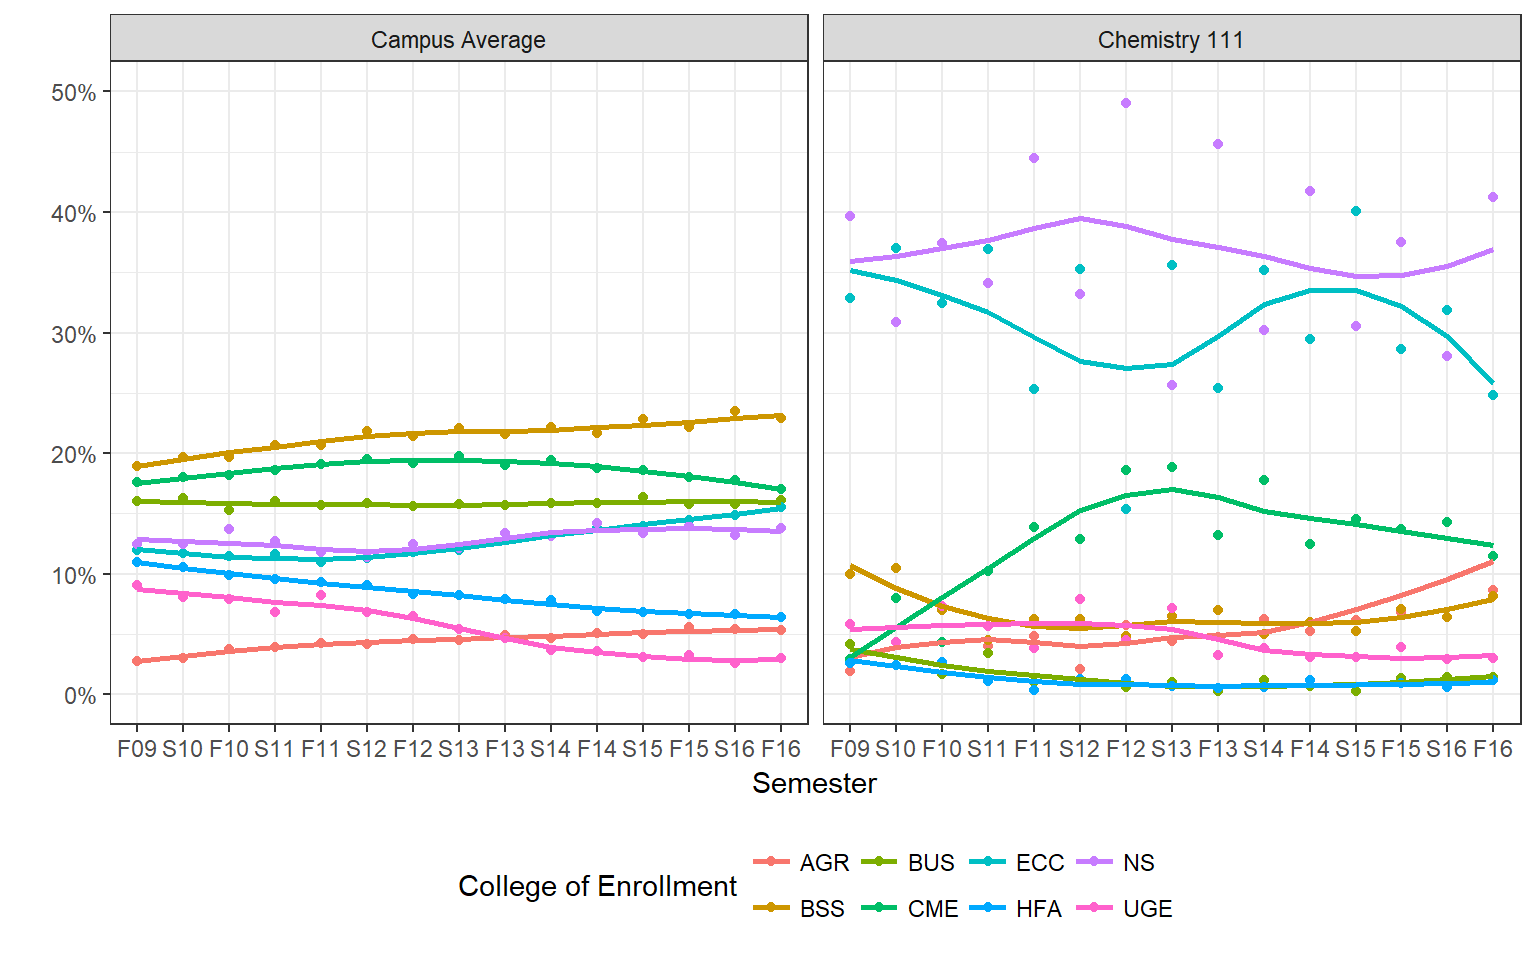 Campus Average
Chemistry 111
50%
40%
30%
20%
10%
0%
F09 S10 F10 S11 F11 S12 F12 S13 F13 S14 F14 S15 F15 S16 F16
F09 S10 F10 S11 F11 S12 F12 S13 F13 S14 F14 S15 F15 S16 F16
Semester
College of Enrollment
AGR BUS ECC NS
BSS CME HFA UGE